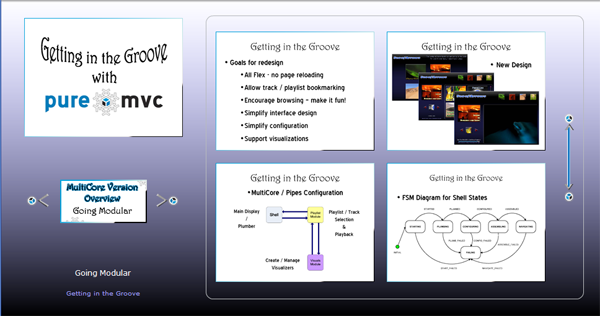 Getting in the Groove
with
pure mvc
MultiCore Version
Overview
Going Modular
Going Modular
Getting in the Groove
Getting in the Groove
• Goals for redesign
• All Flex - no page reloading
• Allow track / playlist bookmarking
• Encourage browsing - make it fun!
• Simplify interface design
• Simplify configuration
• Support visualizations
Getting in the Groove
• New Design
Getting in the Groove
• MultiCore / Pipes Configuration
Main Display
/
Plumber
Shell
Playlist
Module
Playlist / Track
Selection
&
Playback
Create / Manage
Visualizers
Visualizer
Module
Getting in the Groove
• FSM Diagram for Shell States